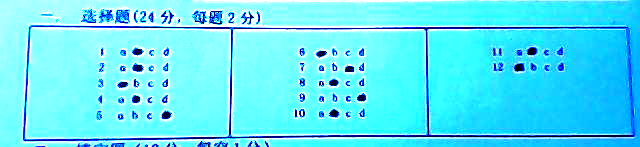 一、选择题(24分，每题2分)
1 a c d
2 a c d
3 b c d
4 a c d
5 a b c
6 b c d
7 a b d
8 a c d
9 a b c
10 a c d
11 a c d
12 b c d